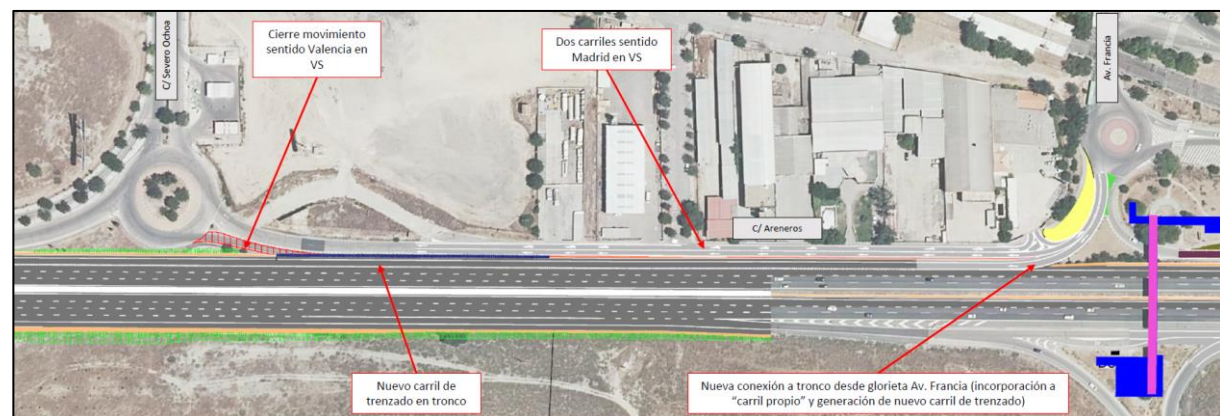 C/ Severo Ochoa
Cierre movimiento
sentido Valencia en
VS
Dos carriles sentido
Madrid en VS
Av. Francia
C/ Areneros
Nuevo carril de
trenzado en tronco
Nueva conexión a tronco desde glorieta Av. Francia (incorporación a
“carril propio” y generación de nuevo carril de trenzado)